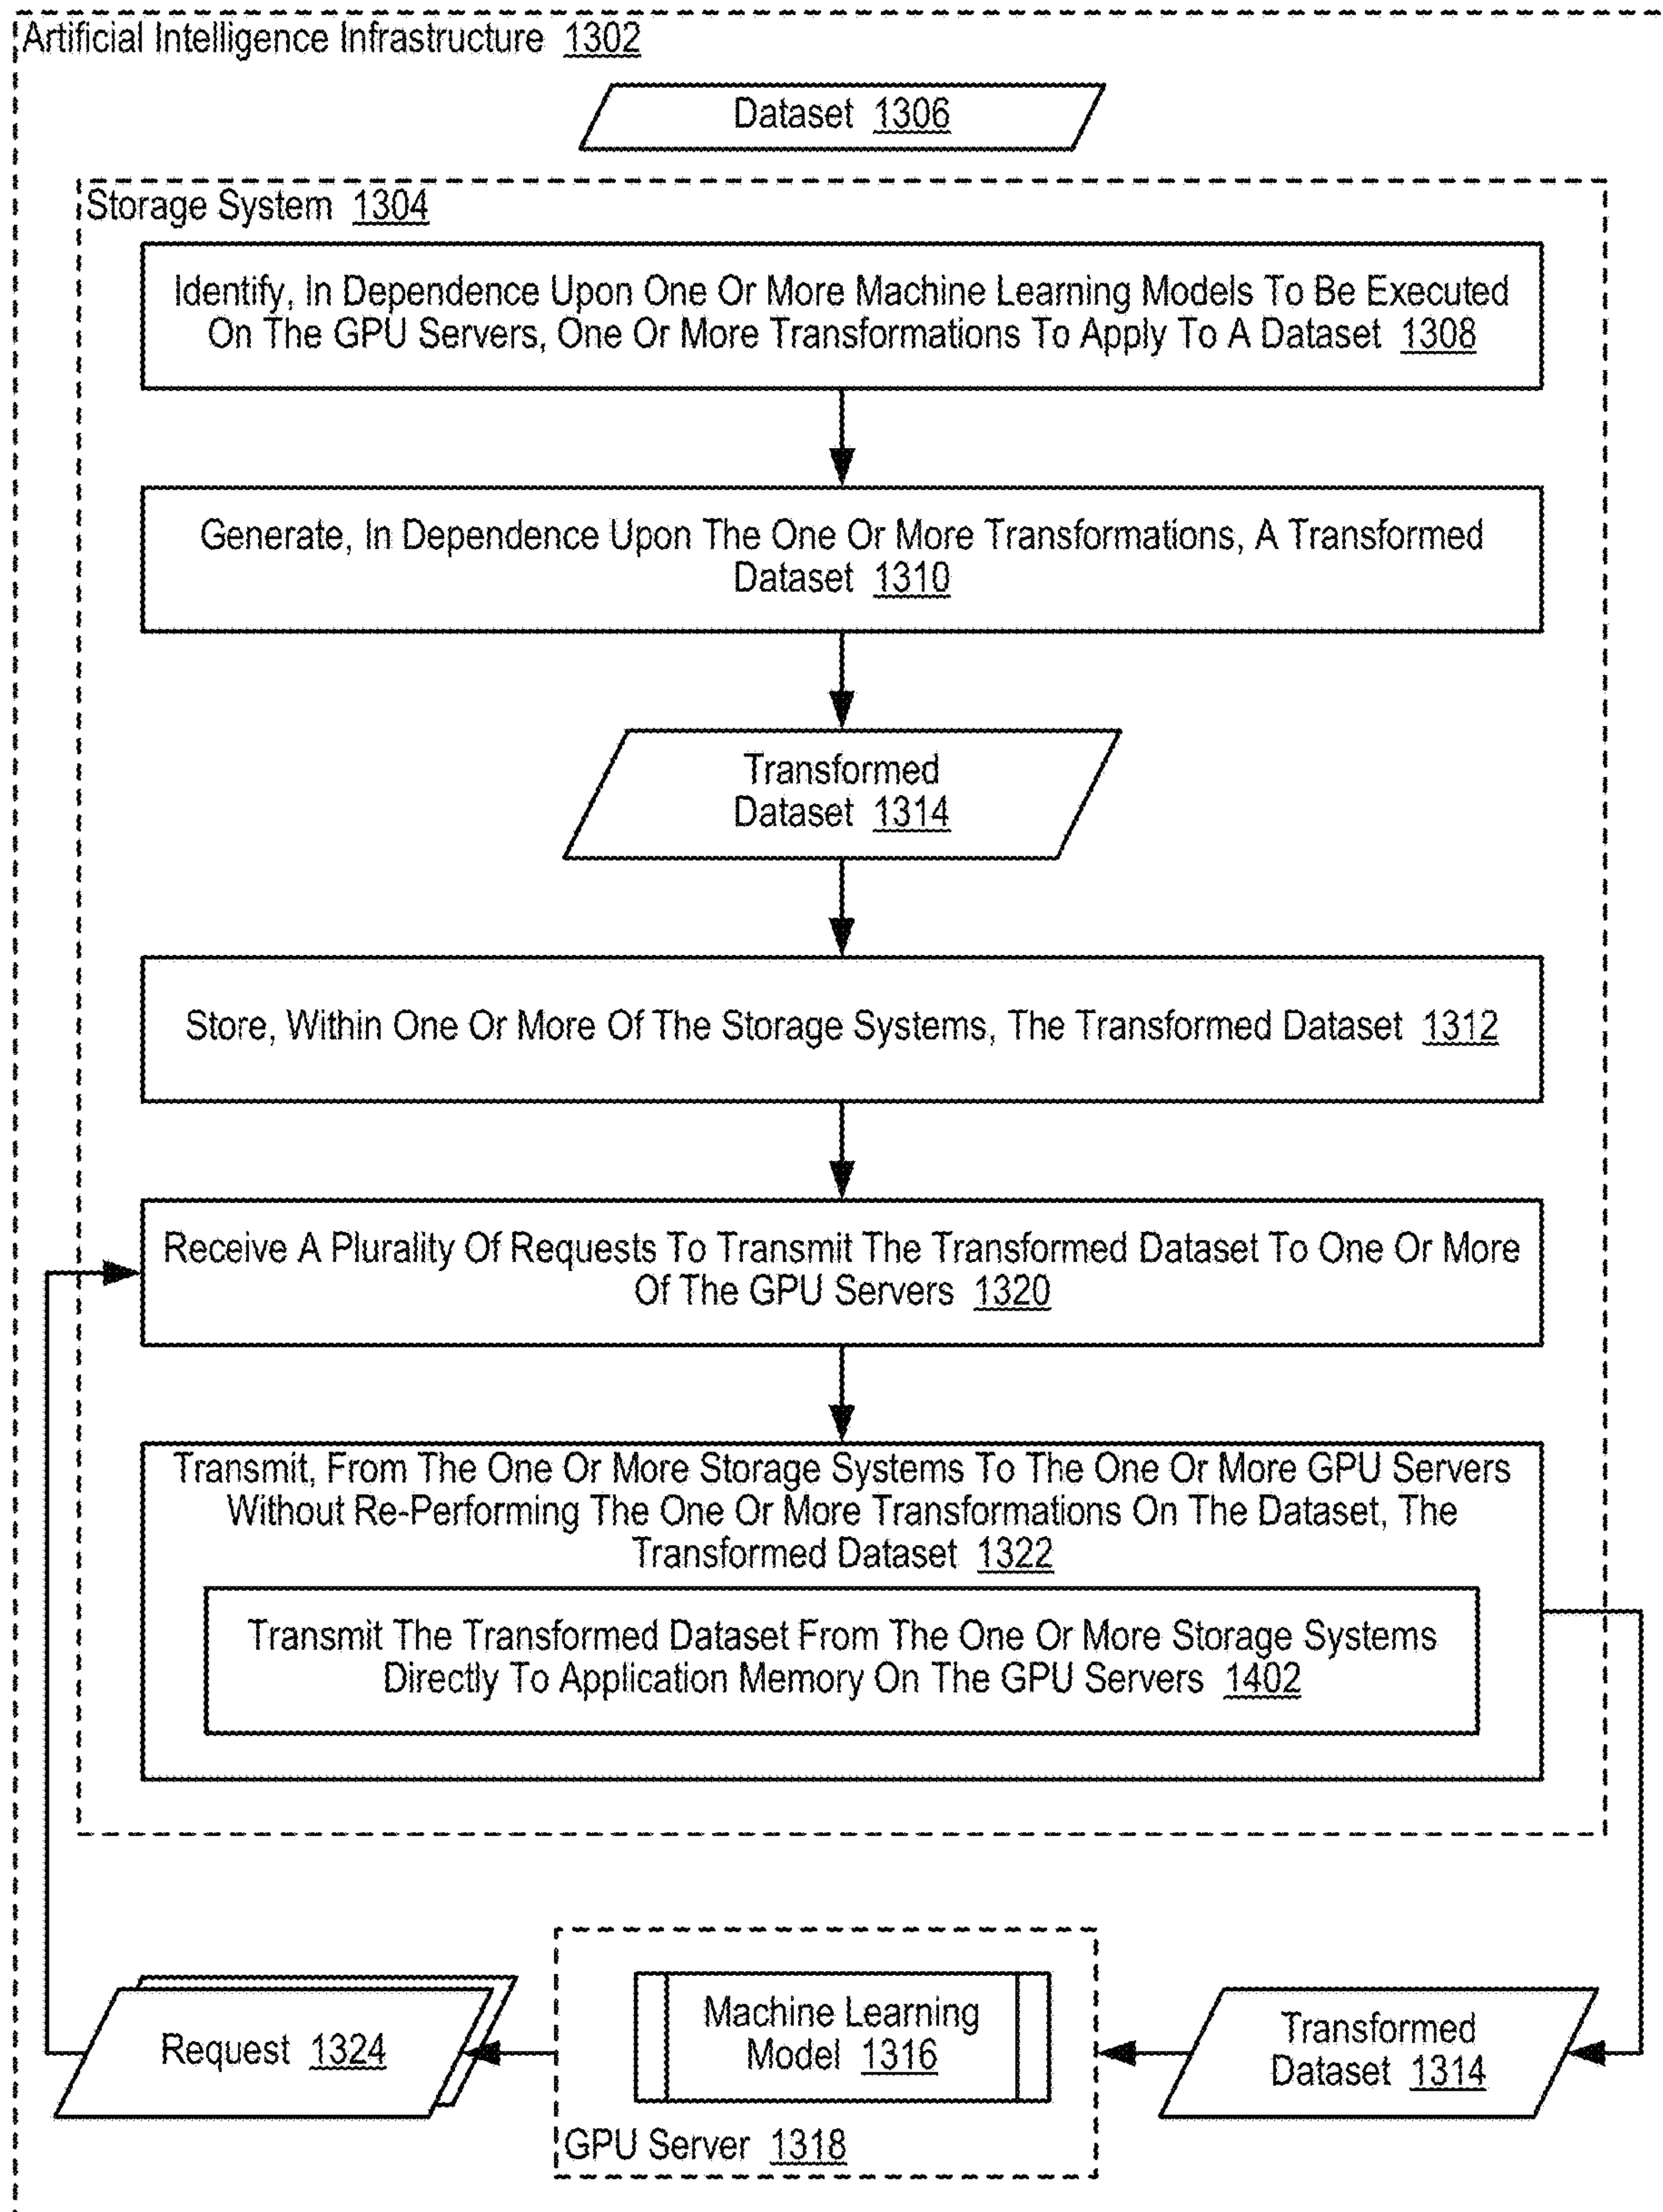 Artificial Intelligence Infrastructure 1302
Dataset 1306
Storage System 1304
Identify, In Dependence Upon One Or More Machine Learning Models To Be Executed
On The GPU Servers, One Or More Transformations To Apply To A Dataset 1308
Generate, In Dependence Upon The One Or More Transformations, A Transformed
Dataset 1310
Transformed
Dataset 1314
Store, Within One Or More Of The Storage Systems, The Transformed Dataset 1312
Receive A Plurality Of Requests To Transmit The Transformed Dataset To One Or More
Of The GPU Servers 1320
Transmit, From The One Or More Storage Systems To The One Or More GPU Servers
Without Re-Performing The One Or More Transformations On The Dataset, The
Transformed Dataset 1322
Transmit The Transformed Dataset From The One Or More Storage Systems
Directly To Application Memory On The GPU Servers 1402
Request 1324
Machine Learning
Model 1316
GPU Server 1318
Transformed
Dataset 1314